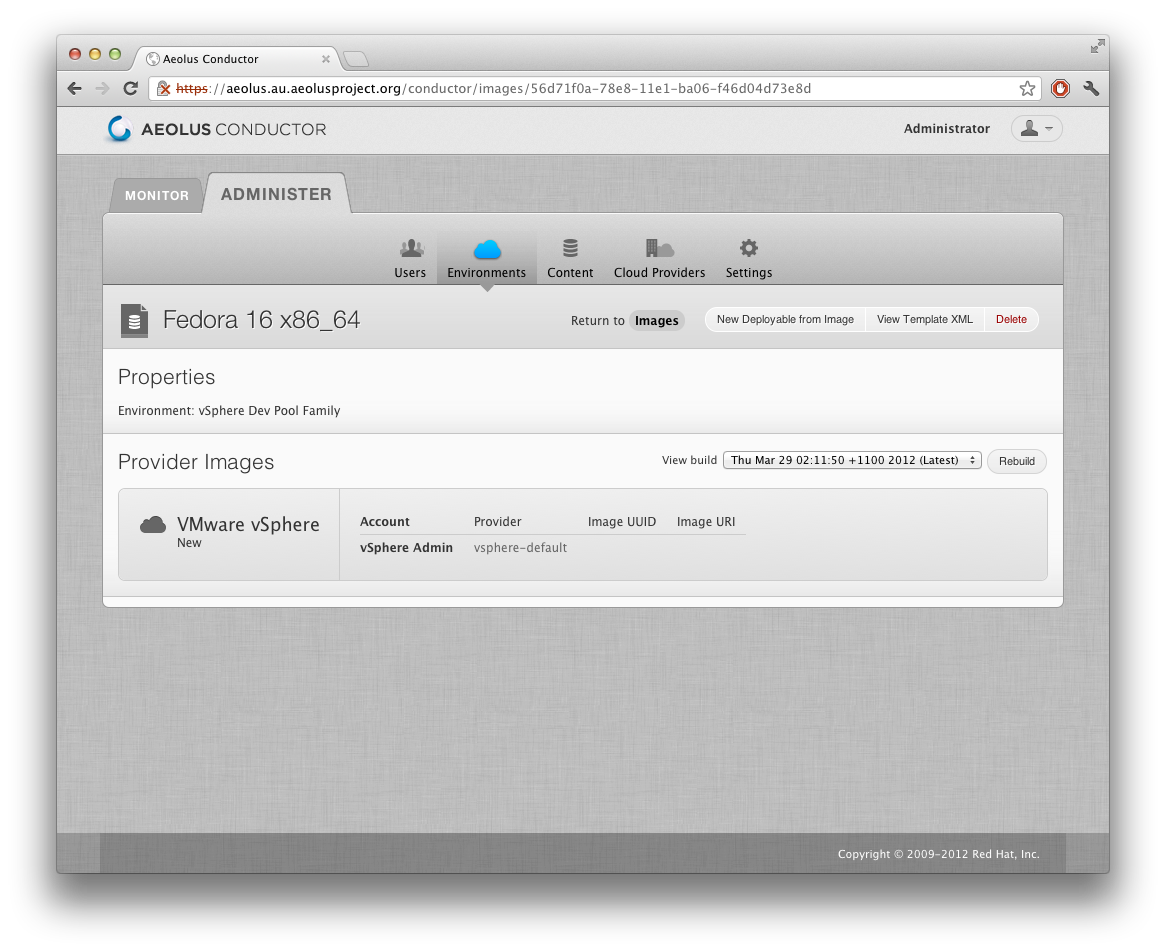 Aeolus Conductor
https://aeolus.au.aeolusproject.org/conductor/images/56d71f0a-78e8-11e1-ba06-f46d04d73e8d
AEOLUS CONDUCTOR
Administrator
MONITOR
ADMINISTER
Users
Environments
Content
Cloud Providers
Settings
Fedora 16 x86_64
Return to Images
New Deployable from Image
View Template XML
Delete
Properties
Environment: vSphere Dev Pool Family
Provider Images
View build
Thu Mar 29 02:11:50 +1100 2012 (Latest)
Rebuild
VMware vSphere
New
Account Provider Image UUID Image URI
vSphere Admin vsphere-default
Copyright © 2009-2012 Red Hat, Inc.